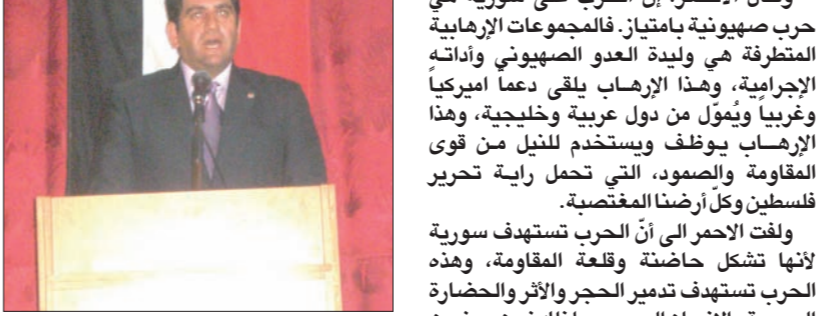 حرب صهيونية بامتياز. فالمجموعات الإرهابية
المتطرفة هي وليدة العدو الصهيوني وأداته
الإجرامية، وهذا الإرهاب يلقى دعماً اميركياً
وغربياً ويُموّل من دول عربية وخليجية، وهذا
الإرهاب يوظف ويستخدم للنيل من قوى
المقاومة والصمود، التي تحمل راية تحرير
فلسطين وكلّ أرضنا المغتصبة.
ولفت الاحمر الى أنّ الحرب تستهدف سورية
لأنها تشكل حاضنة وقلعة المقاومة، وهذه
الحرب تستهدف تدمير الحجر والأثر والحضارة